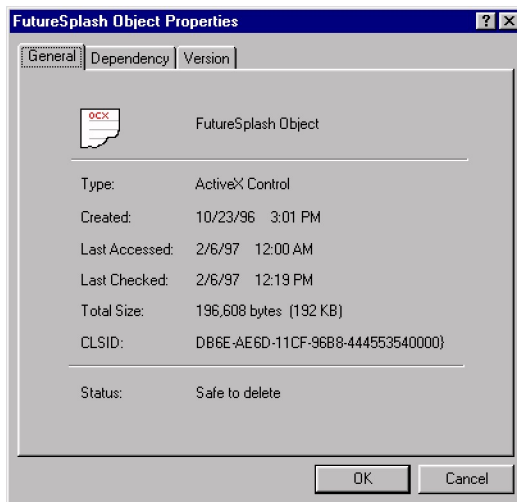 FutureSplash Object Properties
General Dependency Version
OCX
FutureSplash Object
Type: ActiveX Control
Created: 10/23/96 3:01 PM
Last Accessed: 2/6/97 12:00 AM
Last Checked: 2/6/97 12:19 PM
Total Size: 196,608 bytes (192 KB)
CLSID: DB6E-AE6D-11CF-96B8-444553540000}
Status: Safe to delete
OK Cancel